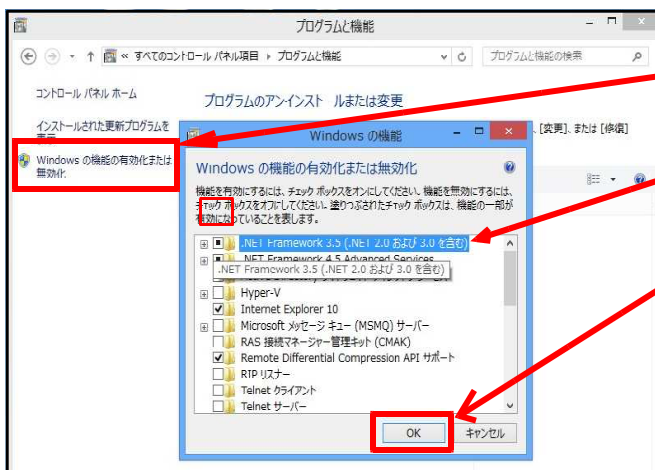 プログラムと機能
« すべてのコントロール パネル項目 ▸ プログラムと機能
プログラムと機能の検索
コントロール パネル ホーム
インストールされた更新プログラムを
Windows の機能の有効化または
無効化
プログラムのアンインスト ルまたは変更
、[変更]、または [修復]
Windows の機能
Windows の機能の有効化または無効化
機能を有効にするには、チェック ボックスをオンにしてください。機能を無効にするには、
チェック ボックスをオフにしてください。塗りつぶされたチェック ボックスは、機能の一部が
有効になっていることを表します。
.NET Framework 3.5 (.NET 2.0 および 3.0 を含む)
.NET Framework 4.5 Advanced Services
.NET Framework 3.5 (.NET 2.0 および 3.0 を含む)
Hyper-V
Internet Explorer 10
Microsoft メッセージ キュー (MSMQ) サーバー
RAS 接続マネージャー管理キット (CMAK)
Remote Differential Compression API サポート
RIP リスナー
Telnet クライアント
Telnet サーバー
OK
キャンセル